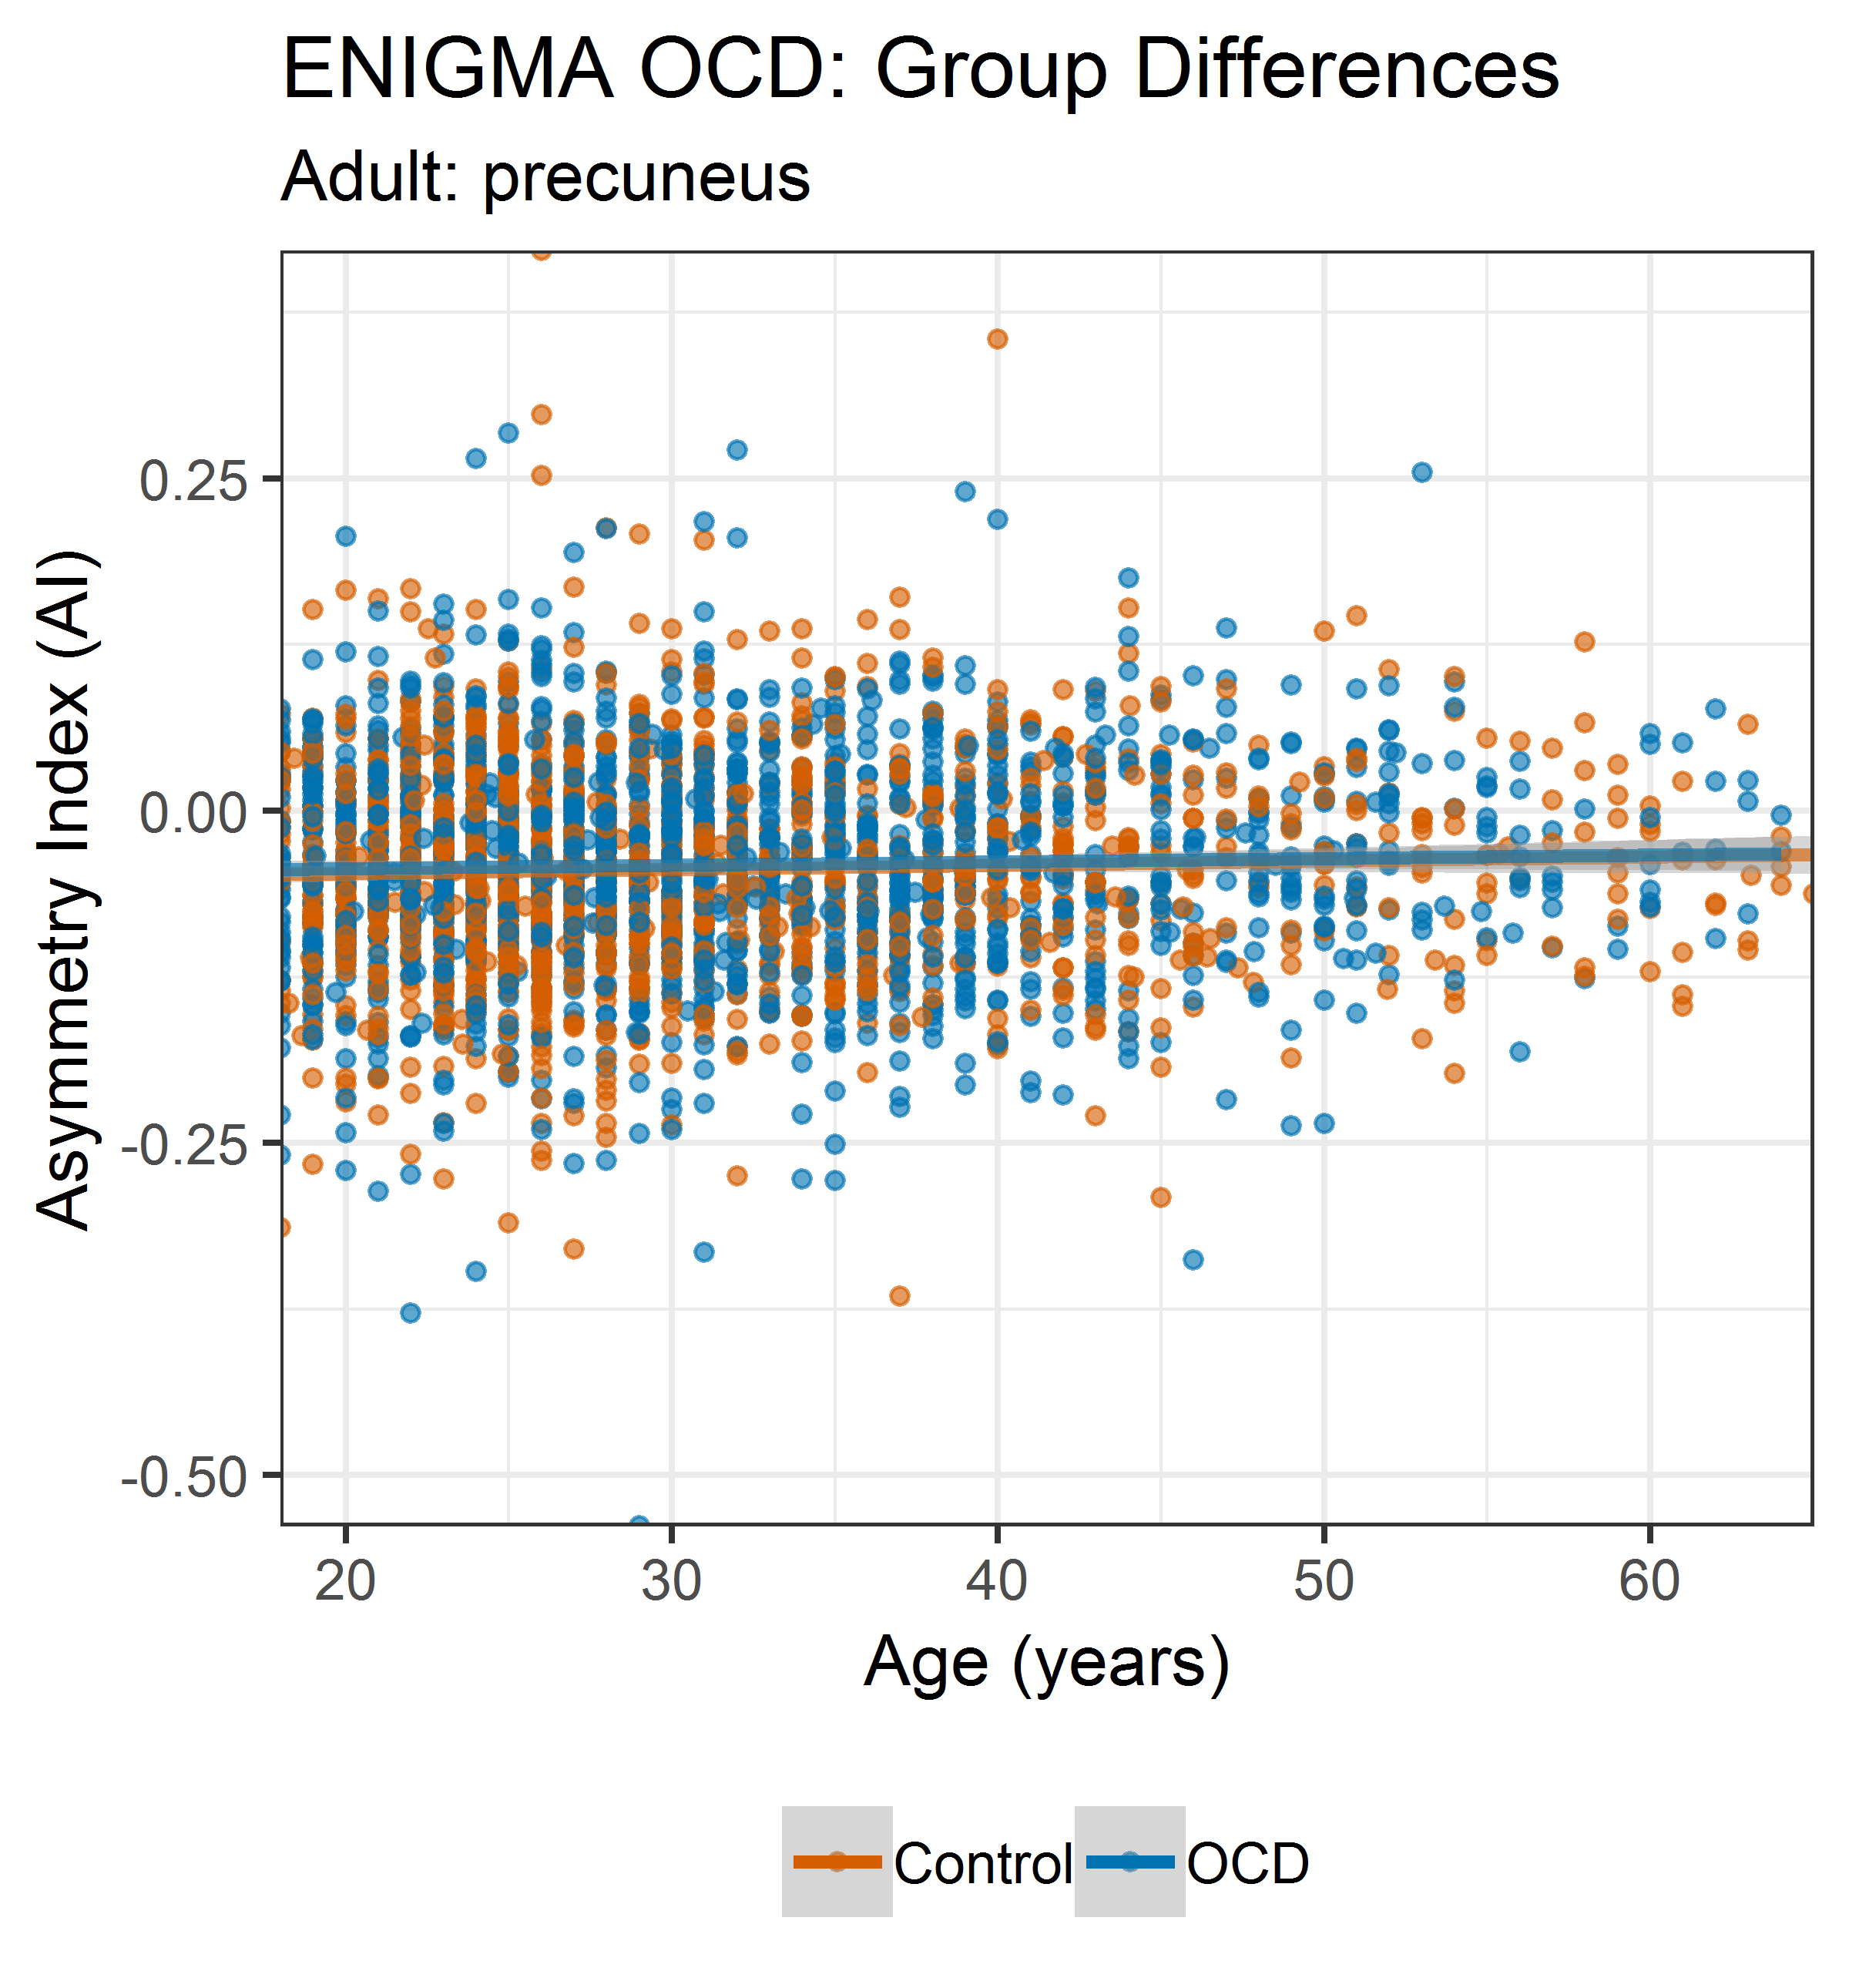 ENIGMA OCD: Group Differences
Adult: precuneus
Asymmetry Index (AI)
0.25
0.00
-0.25
-0.50
20 30 40 50 60
Age (years)
Control OCD